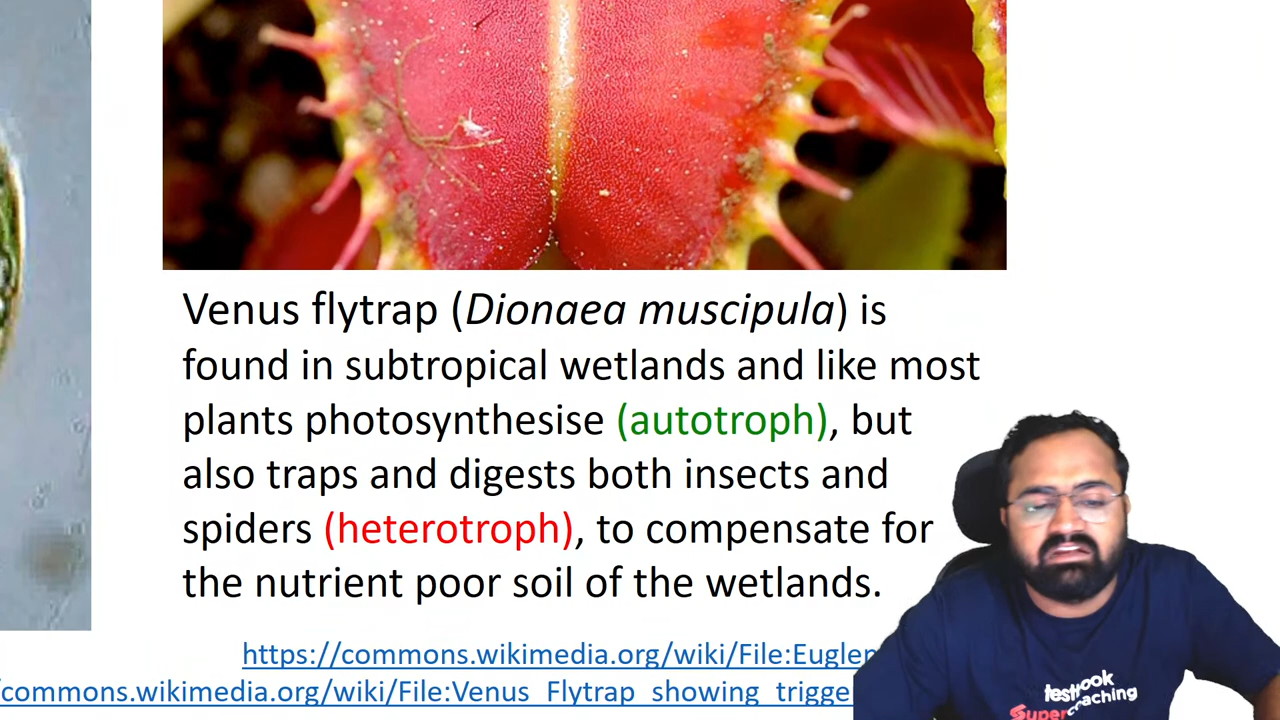 Venus flytrap (Dionaea muscipula) is
found in subtropical wetlands and like most
plants photosynthesise (autotroph), but
also traps and digests both insects and
spiders (heterotroph), to compensate for
the nutrient poor soil of the wetlands.
https://commons.wikimedia.org/wiki/File:Euglen
/commons.wikimedia.org/wiki/File:Venus_Flytrap_showing_trigge
testbook
Supercoaching